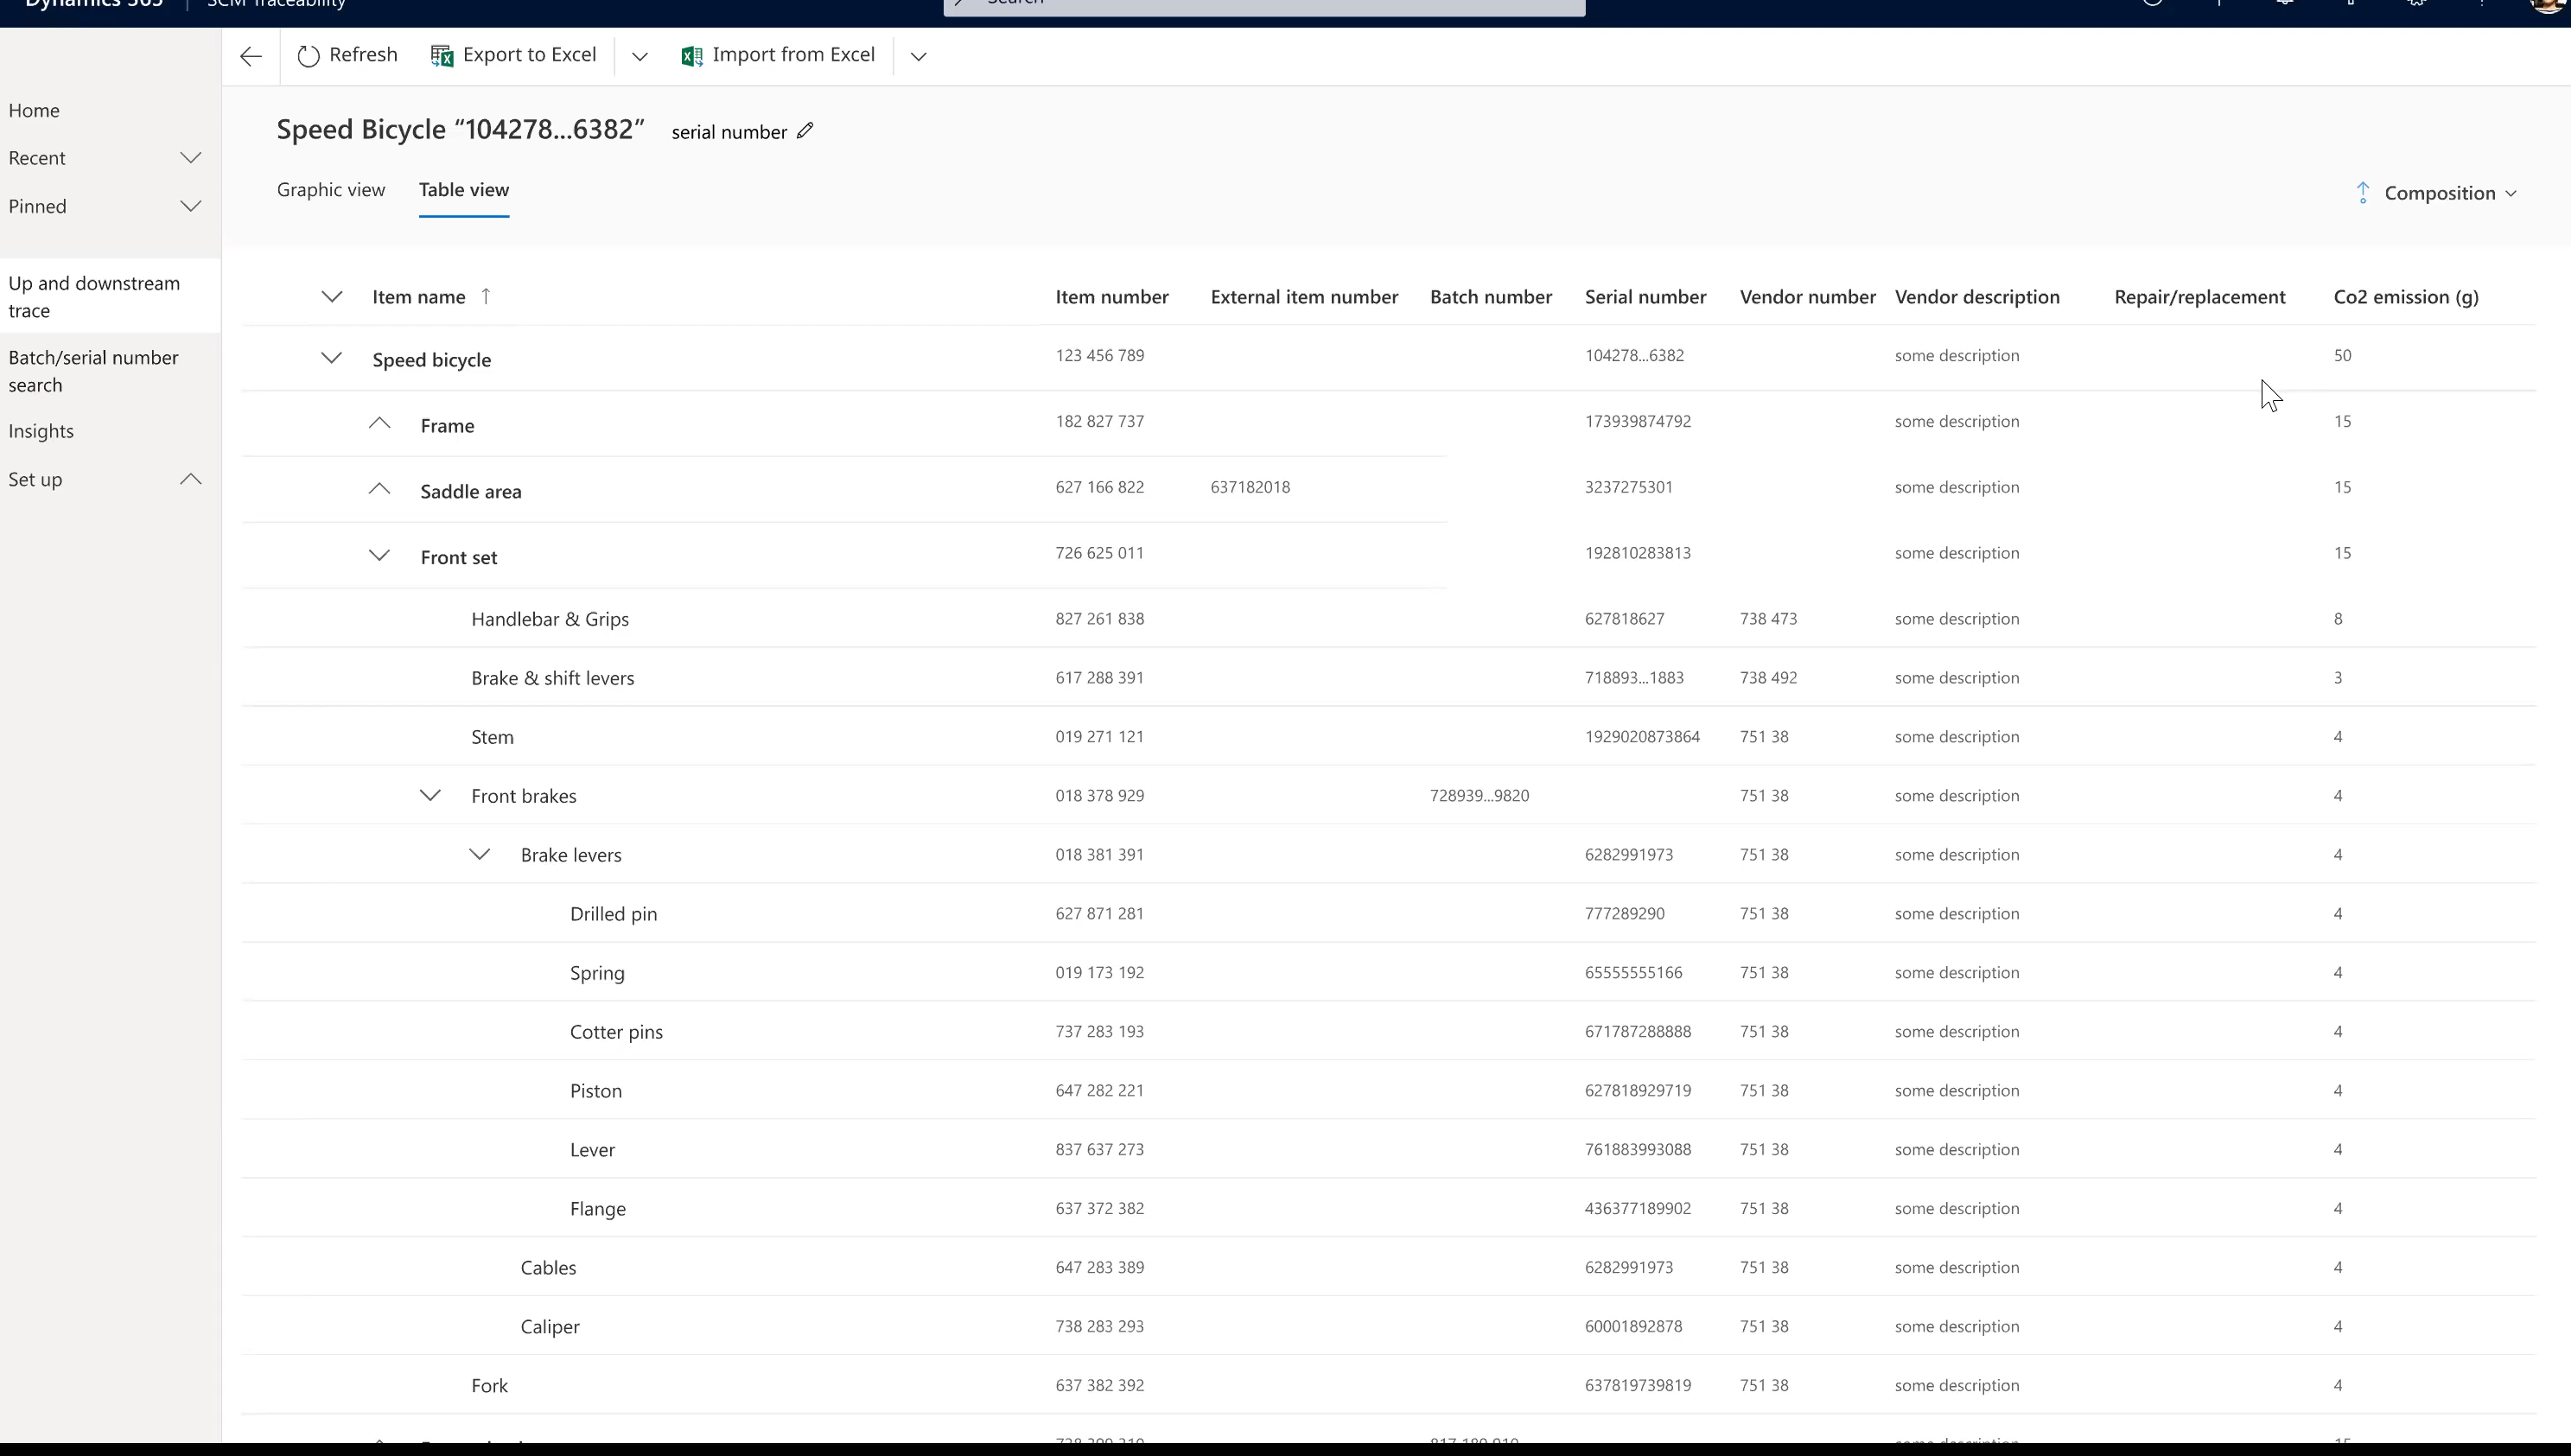 Dynamics 365 SCM Traceability Search
Refresh Export to Excel Import from Excel
Home
Recent
Pinned
Up and downstream
trace
Batch/serial number
search
Insights
Set up
Speed Bicycle “104278...6382” serial number
Graphic view Table view
Composition
Item name Item number External item number Batch number Serial number Vendor number Vendor description Repair/replacement Co2 emission (g)
Speed bicycle 123 456 789 104278...6382 some description 50
Frame 182 827 737 173939874792 some description 15
Saddle area 627 166 822 637182018 3237275301 some description 15
Front set 726 625 011 192810283813 some description 15
Handlebar & Grips 827 261 838 627818627 738 473 some description 8
Brake & shift levers 617 288 391 718893...1883 738 492 some description 3
Stem 019 271 121 1929020873864 751 38 some description 4
Front brakes 018 378 929 728939...9820 751 38 some description 4
Brake levers 018 381 391 6282991973 751 38 some description 4
Drilled pin 627 871 281 777289290 751 38 some description 4
Spring 019 173 192 65555555166 751 38 some description 4
Cotter pins 737 283 193 671787288888 751 38 some description 4
Piston 647 282 221 627818929719 751 38 some description 4
Lever 837 637 273 761883993088 751 38 some description 4
Flange 637 372 382 436377189902 751 38 some description 4
Cables 647 283 389 6282991973 751 38 some description 4
Caliper 738 283 293 60001892878 751 38 some description 4
Fork 637 382 392 637819739819 751 38 some description 4
some description 15